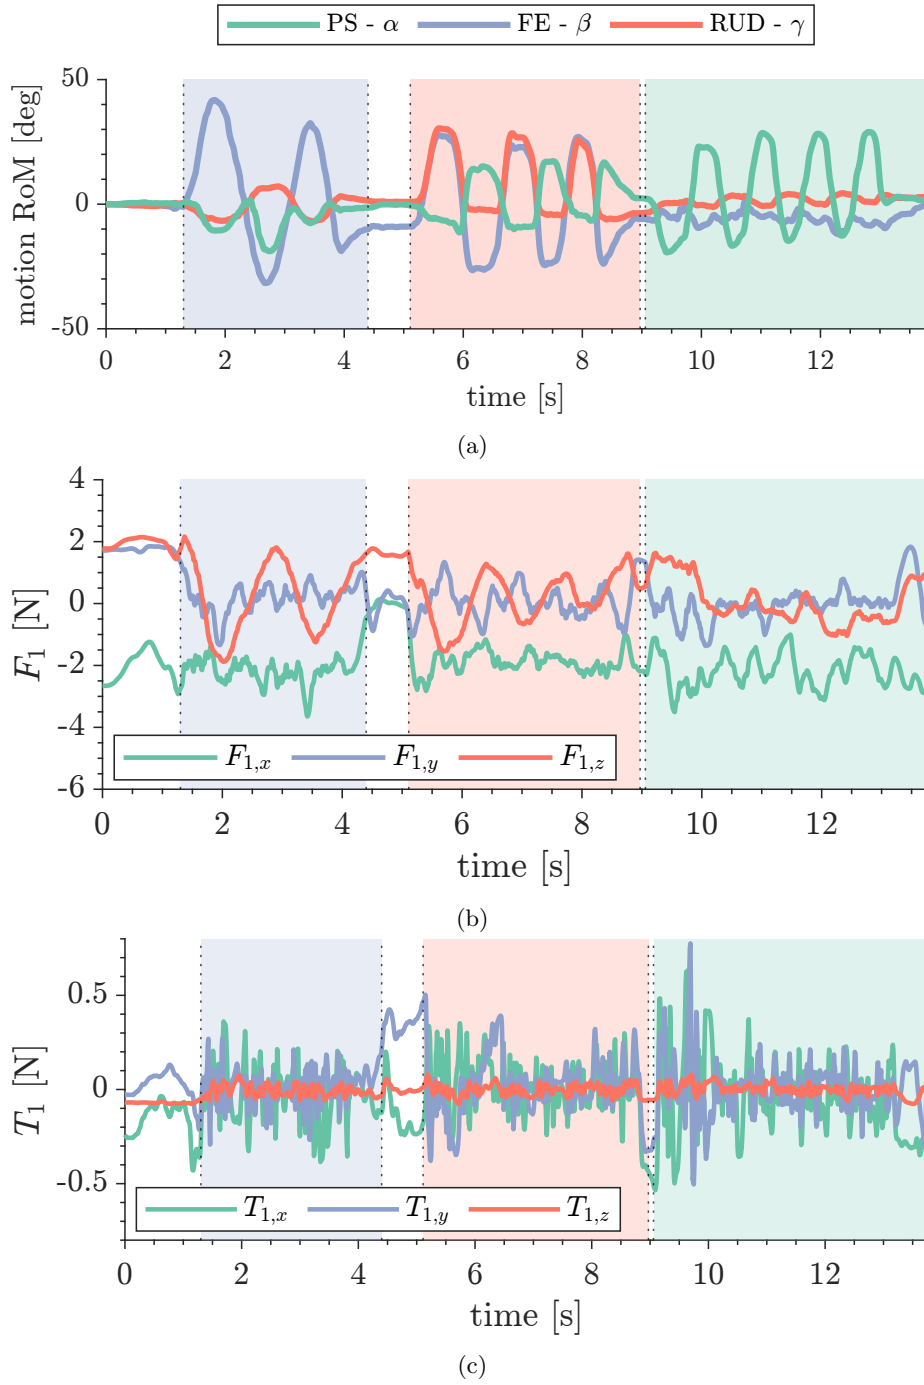 PS - α FE - β RUD - γ
motion RoM [deg]
50
0
-50
0 2 4 6 8 10 12
time [s]
(a)
F1 [N]
4
2
0
-2
-4
-6
F1,x F1,y F1,z
0 2 4 6 8 10 12
time [s]
(b)
T1 [N]
0.5
0
-0.5
T1,x T1,y T1,z
0 2 4 6 8 10 12
time [s]
(c)